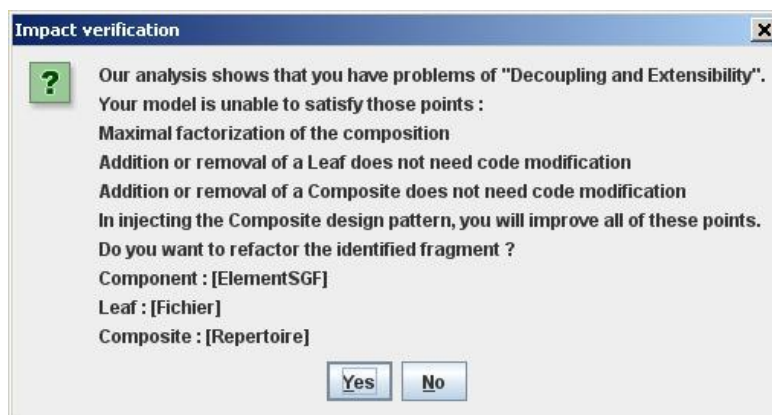 Impact verification
Our analysis shows that you have problems of "Decoupling and Extensibility".
Your model is unable to satisfy those points :
Maximal factorization of the composition
Addition or removal of a Leaf does not need code modification
Addition or removal of a Composite does not need code modification
In injecting the Composite design pattern, you will improve all of these points.
Do you want to refactor the identified fragment ?
Component : [ElementSGF]
Leaf : [Fichier]
Composite : [Repertoire]
Yes No